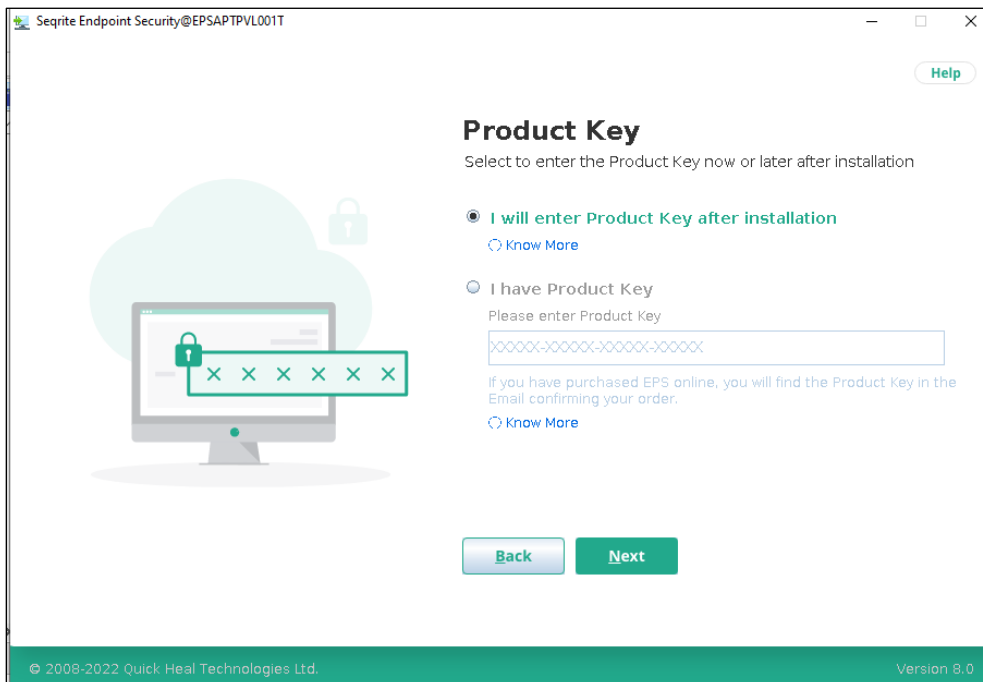 Seqrite Endpoint Security@EPSAPTPVL001T
Help
Product Key
Select to enter the Product Key now or later after installation
I will enter Product Key after installation
Know More
I have Product Key
Please enter Product Key
XXXXX-XXXXX-XXXXX-XXXXX
If you have purchased EPS online, you will find the Product Key in the
Email confirming your order.
Know More
Back
Next
© 2008-2022 Quick Heal Technologies Ltd.
Version 8.0